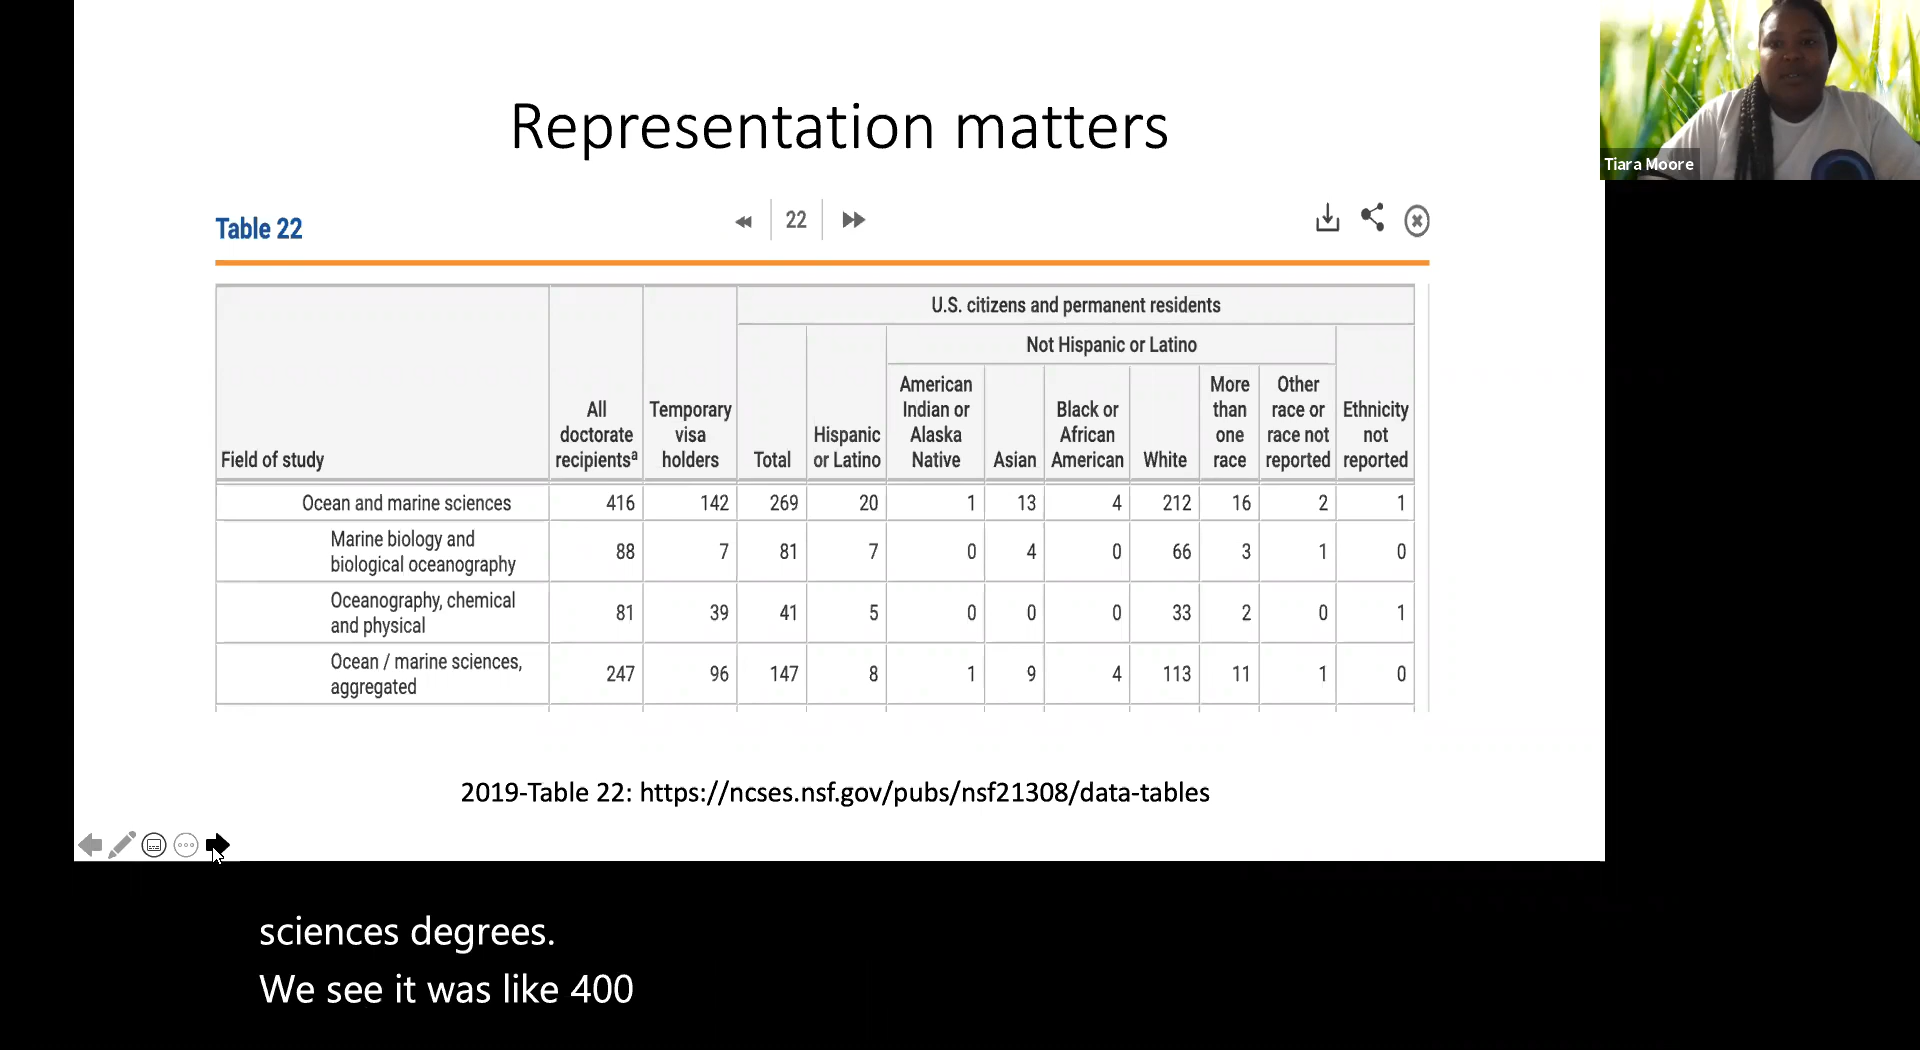 Representation matters
Tiara Moore
Table 22
22
U.S. citizens and permanent residents
Not Hispanic or Latino
Field of study
All doctorate recipientsª
Temporary visa holders
Total
Hispanic or Latino
American Indian or Alaska Native
Asian
Black or African American
White
More than one race
Other race or race not reported
Ethnicity not reported
Ocean and marine sciences 416 142 269 20 1 13 4 212 16 2 1
Marine biology and
biological oceanography 88 7 81 7 0 4 0 66 3 1 0
Oceanography, chemical
and physical 81 39 41 5 0 0 0 33 2 0 1
Ocean / marine sciences,
aggregated 247 96 147 8 1 9 4 113 11 1 0
2019-Table 22: https://ncses.nsf.gov/pubs/nsf21308/data-tables
sciences degrees.
We see it was like 400